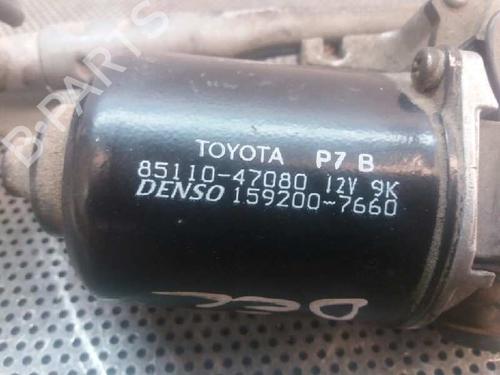 B-PARTS
TOYOTA P7 B
85110-47080 12V 9K
DENSO 159200-7660